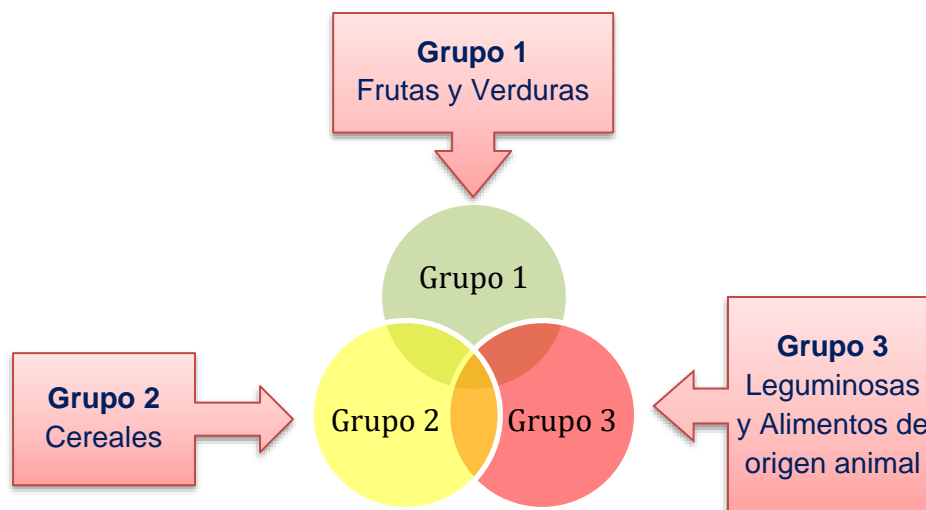 Grupo 1
Frutas y Verduras
Grupo 1
Grupo 2
Cereales
Grupo 2
Grupo 3
Grupo 3
Leguminosas
y Alimentos de
origen animal